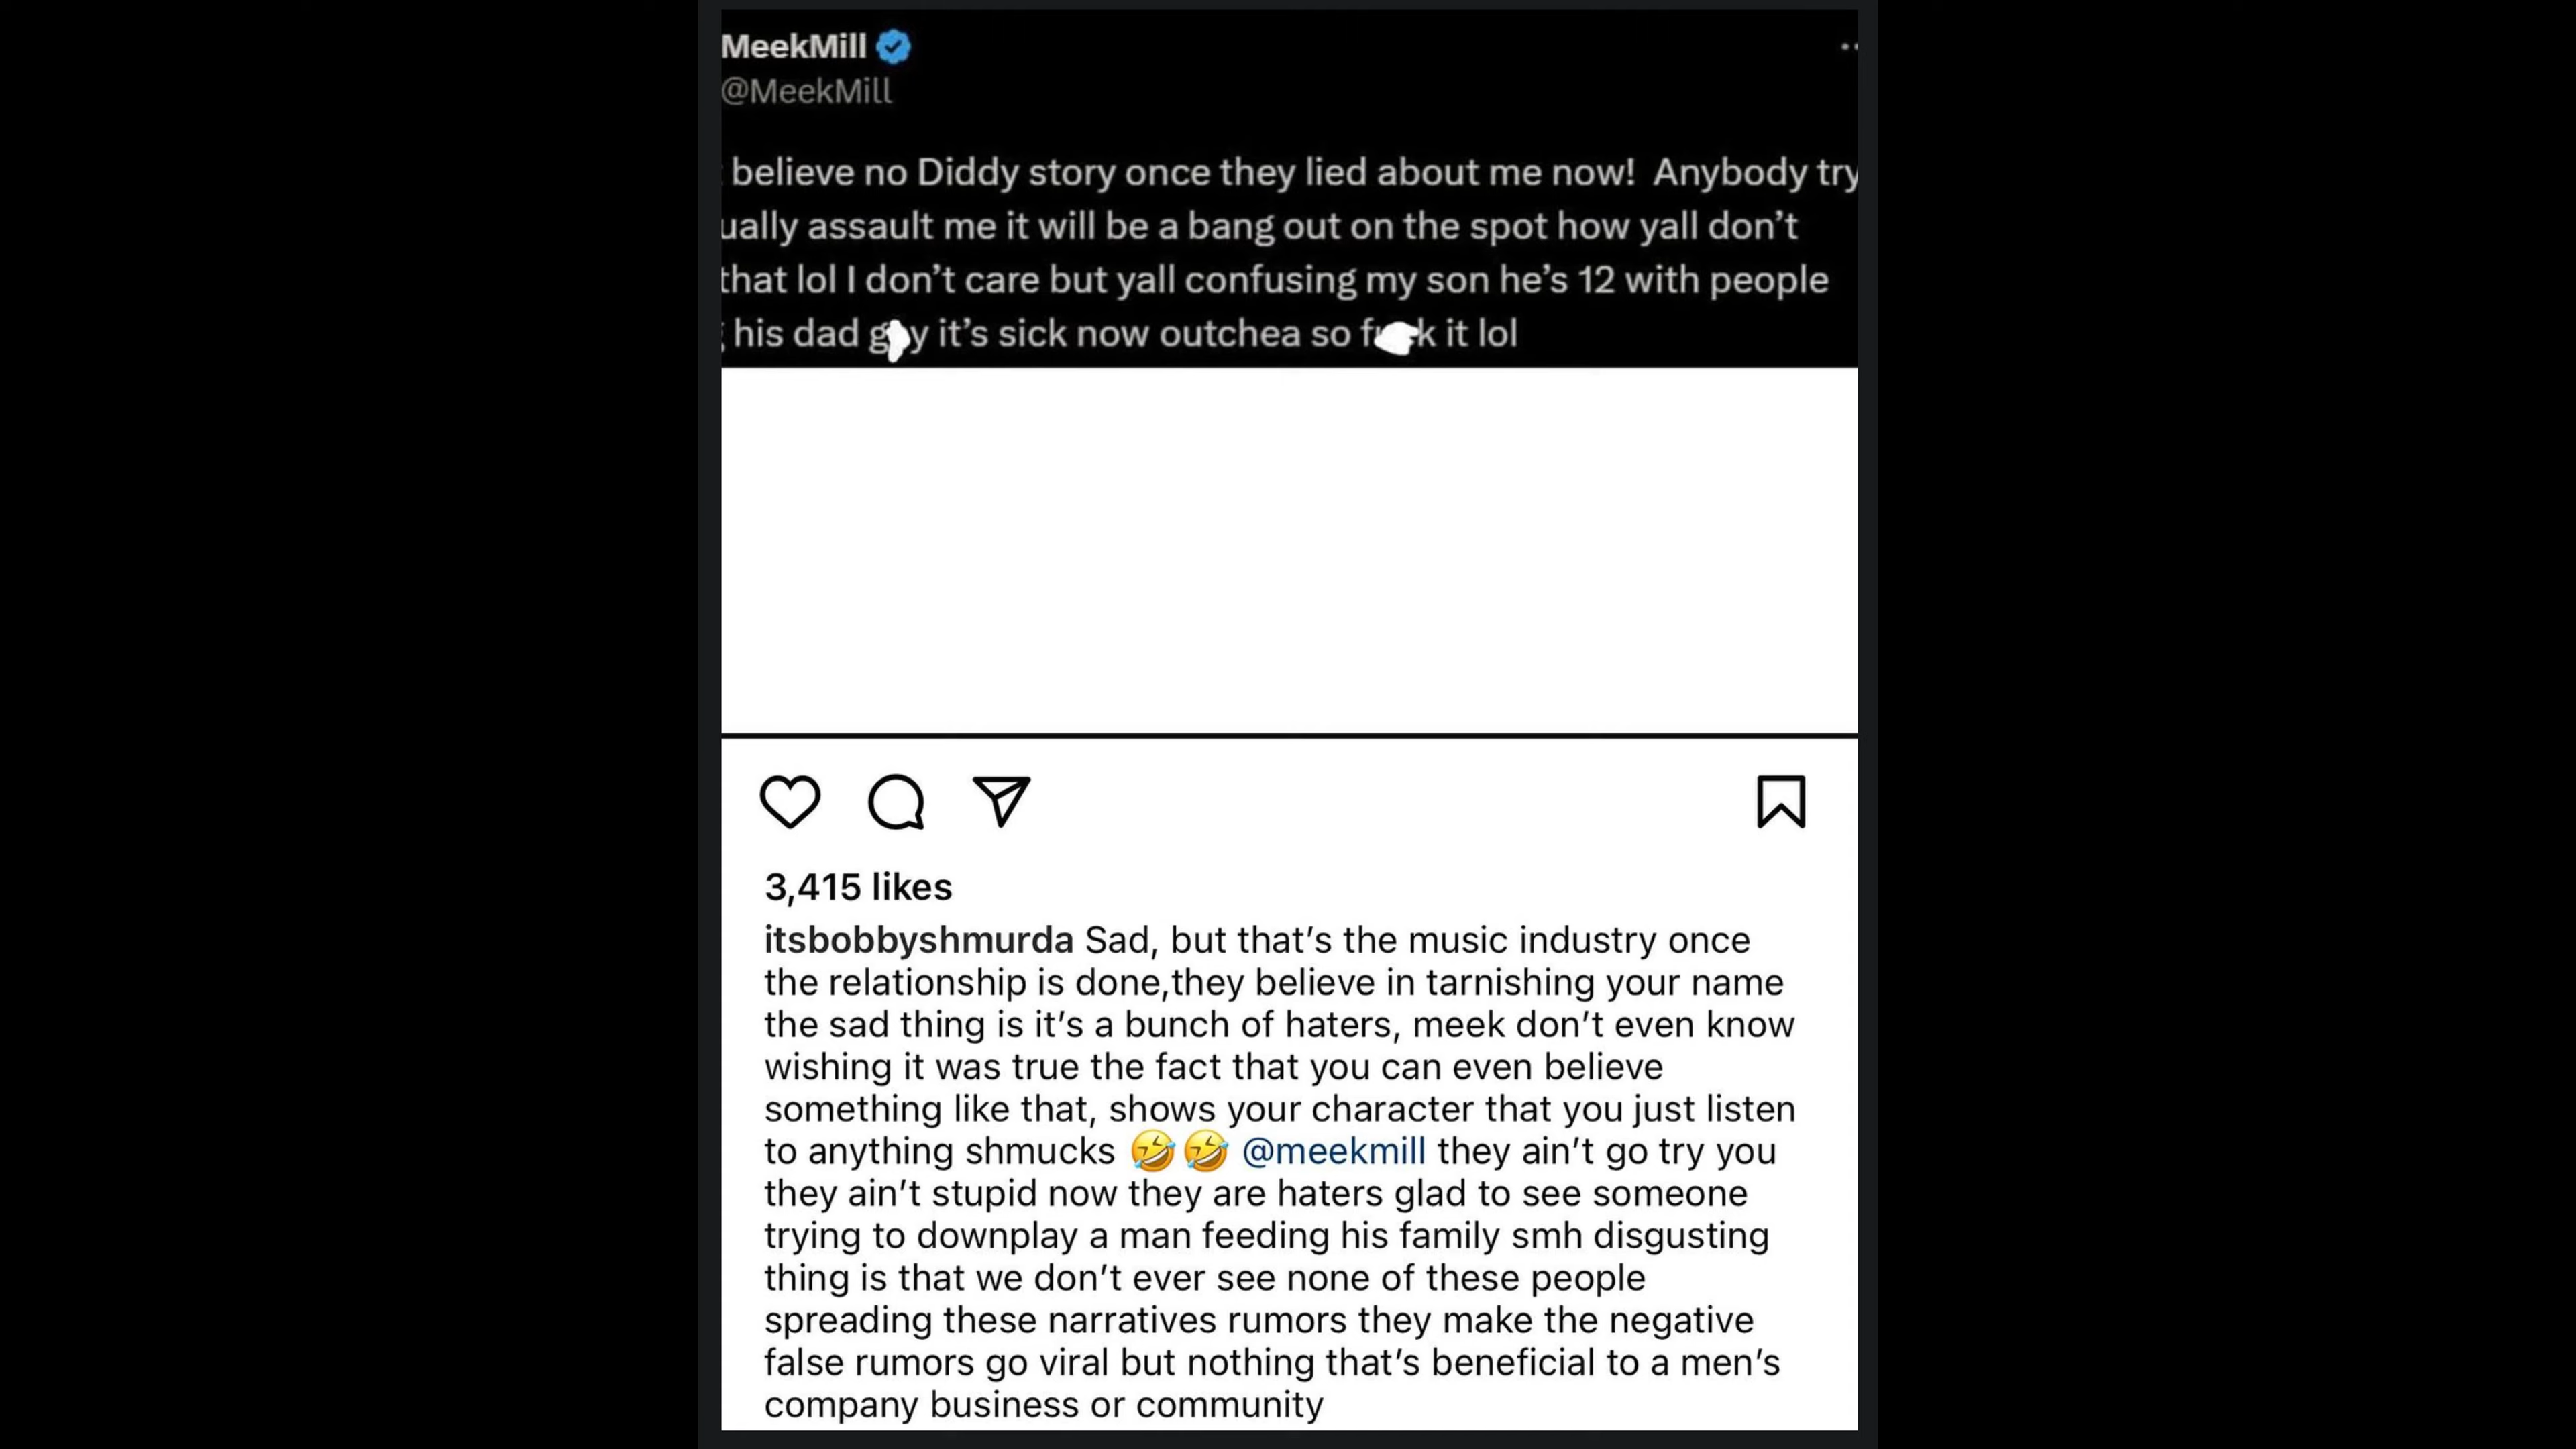 MeekMill
@MeekMill
believe no Diddy story once they lied about me now! Anybody try
ually assault me it will be a bang out on the spot how yall don’t
that lol I don’t care but yall confusing my son he’s 12 with people
his dad g y it’s sick now outchea so f k it lol
3,415 likes
itsbobbyshmurda Sad, but that’s the music industry once
the relationship is done,they believe in tarnishing your name
the sad thing is it’s a bunch of haters, meek don’t even know
wishing it was true the fact that you can even believe
something like that, shows your character that you just listen
to anything shmucks 🤣🤣 @meekmill they ain’t go try you
they ain’t stupid now they are haters glad to see someone
trying to downplay a man feeding his family smh disgusting
thing is that we don’t ever see none of these people
spreading these narratives rumors they make the negative
false rumors go viral but nothing that’s beneficial to a men’s
company business or community